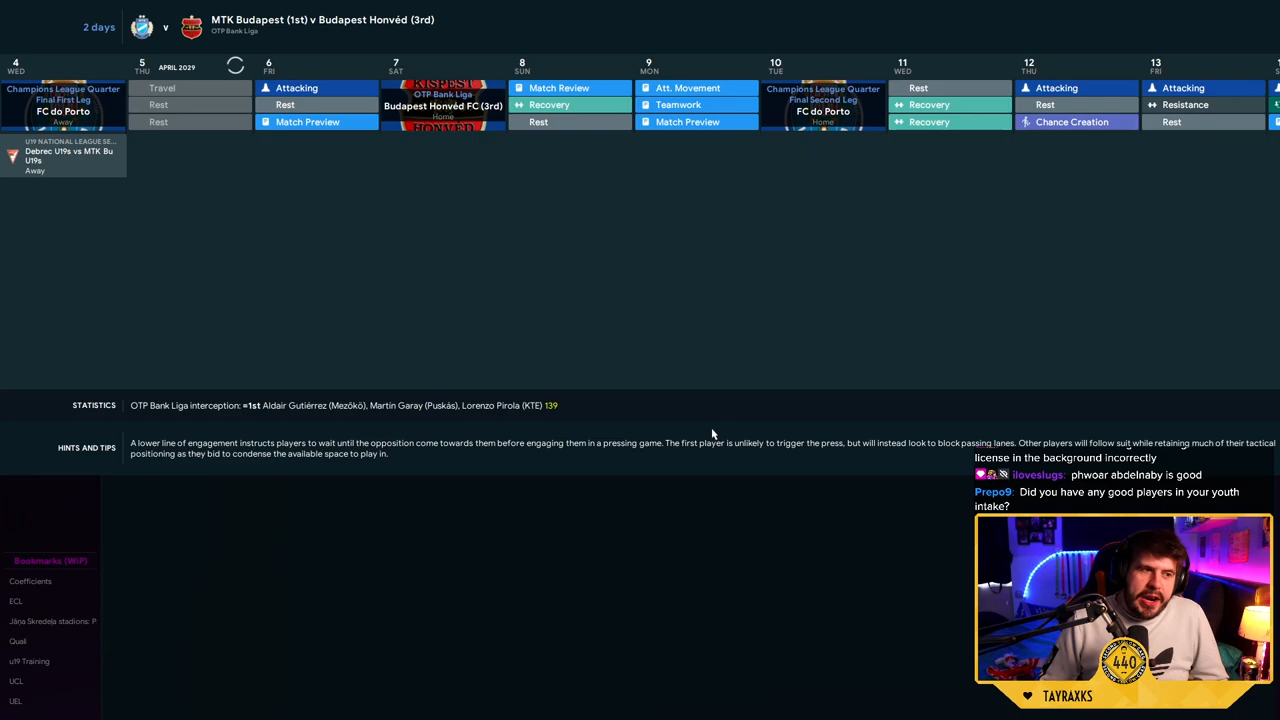 2 days
v
MTK Budapest (1st) v Budapest Honvéd (3rd)
OTP Bank Liga
4
WED
5
THU
APRIL 2029
6
FRI
7
SAT
8
SUN
9
MON
10
TUE
11
WED
12
THU
13
FRI
Champions League Quarter
Final First Leg
FC do Porto
Away
Travel
Rest
Rest
Attacking
Rest
Match Preview
KISPEST
OTP Bank Liga
Budapest Honvéd FC (3rd)
Home
HONVÉD
Match Review
Recovery
Rest
Att. Movement
Teamwork
Match Preview
Champions League Quarter
Final Second Leg
FC do Porto
Home
Rest
Recovery
Recovery
Attacking
Rest
Chance Creation
Attacking
Resistance
Rest
U19 NATIONAL LEAGUE SE...
Debrec U19s vs MTK Bu
U19s
Away
STATISTICS
OTP Bank Liga interception: =1st Aldair Gutiérrez (Mezőkö), Martín Garay (Puskás), Lorenzo Pirola (KTE) 139
HINTS AND TIPS
A lower line of engagement instructs players to wait until the opposition come towards them before engaging them in a pressing game. The first player is unlikely to trigger the press, but will instead look to block passing lanes. Other players will follow suit while retaining much of their tactical
positioning as they bid to condense the available space to play in.
license in the background incorrectly
iloveslugs: phwoar abdelnaby is good
Prepo9: Did you have any good players in your youth
intake?
Bookmarks (WiP)
Coefficients
ECL
Jāņa Skredeļa stadions: P
Quali
u19 Training
UCL
UEL
440
TAYRAXKS